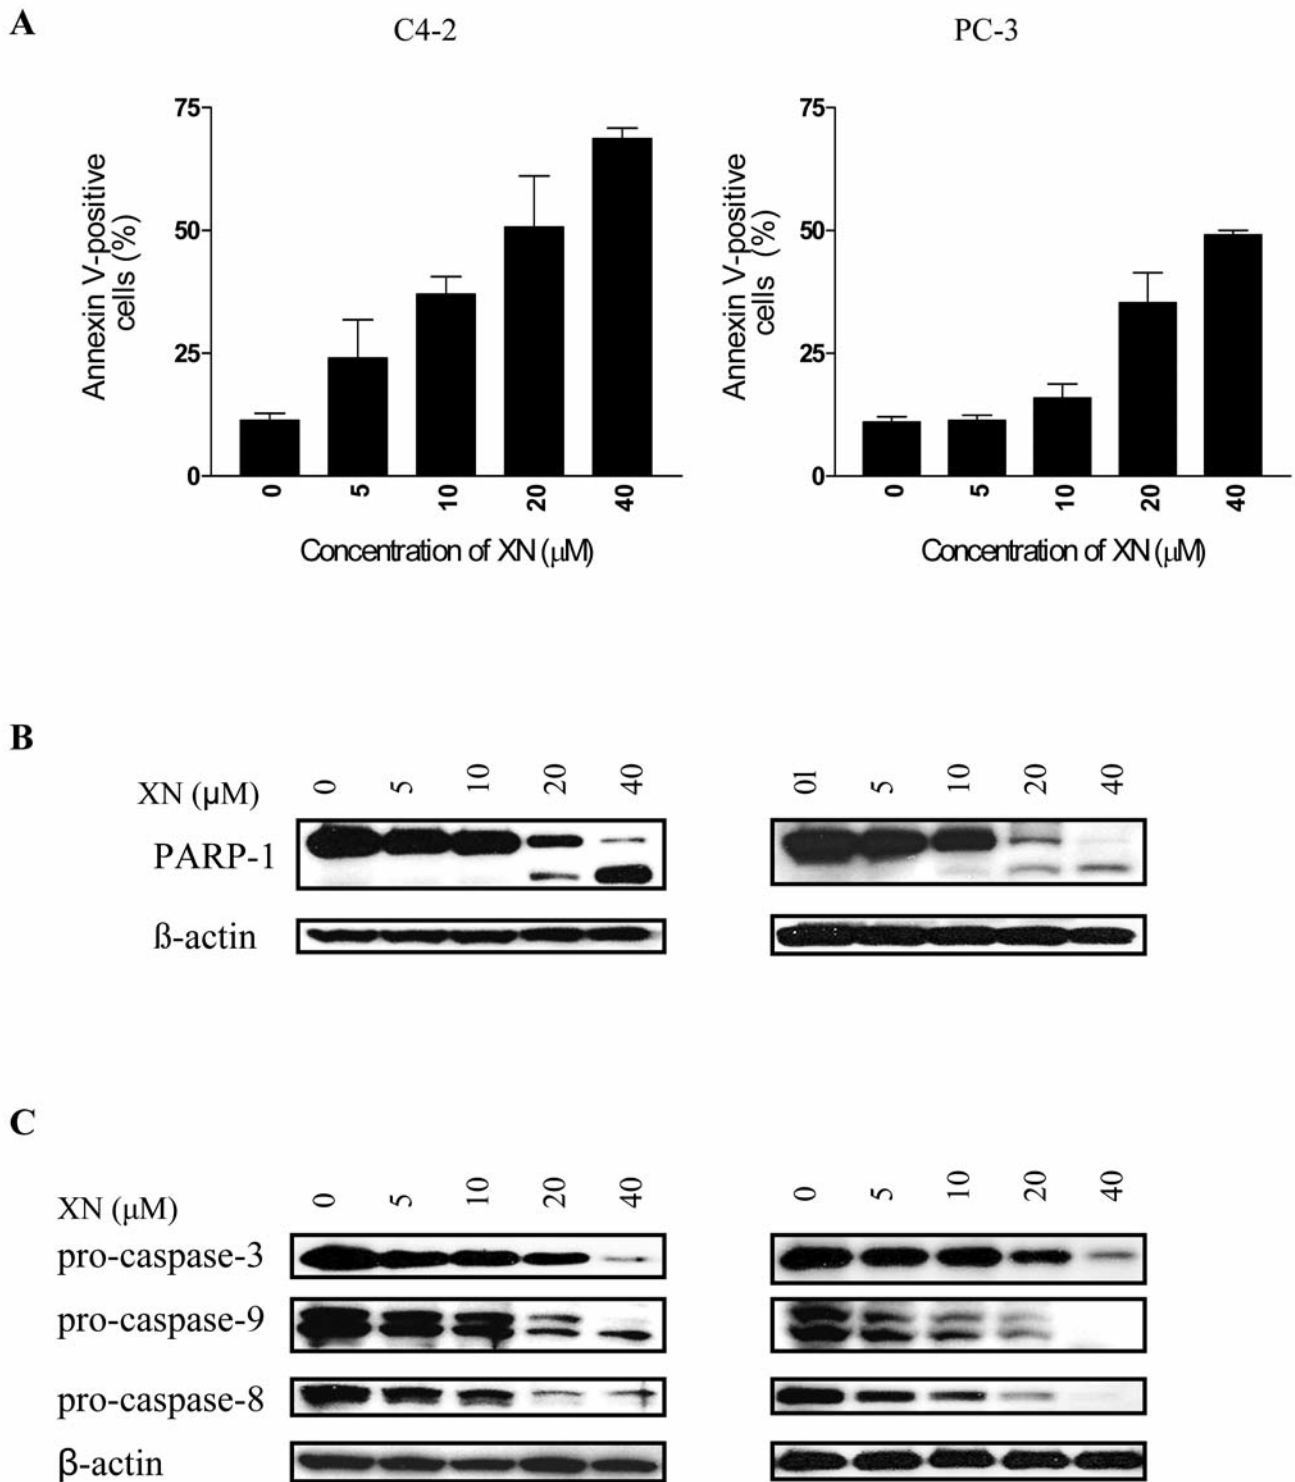 A
C4-2
PC-3
75
50
25
0
Annexin V-positive
cells (%)
0 5 10 20 40
Concentration of XN (μM)
75
50
25
0
Annexin V-positive
cells (%)
0 5 10 20 40
Concentration of XN (μM)
B
XN (μM) 0 5 10 20 40 01 5 10 20 40
PARP-1
ß-actin
C
XN (μM) 0 5 10 20 40 0 5 10 20 40
pro-caspase-3
pro-caspase-9
pro-caspase-8
β-actin